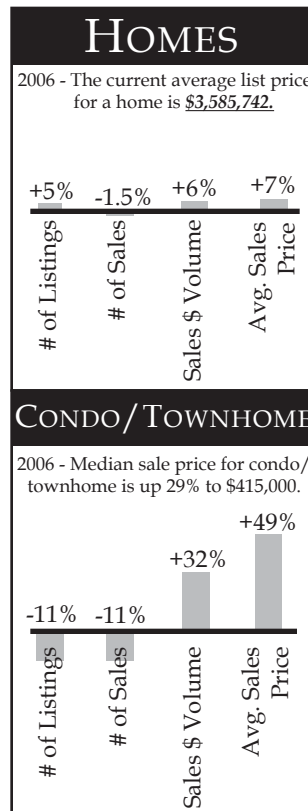 HOMES
2006 - The current average list price
for a home is $3,585,742.
+5%
-1.5%
+6%
+7%
# of Listings
# of Sales
Sales $ Volume
Avg. Sales
Price
CONDO/TOWNHOME
2006 - Median sale price for condo/
townhome is up 29% to $415,000.
-11%
-11%
+32%
+49%
# of Listings
# of Sales
Sales $ Volume
Avg. Sales
Price